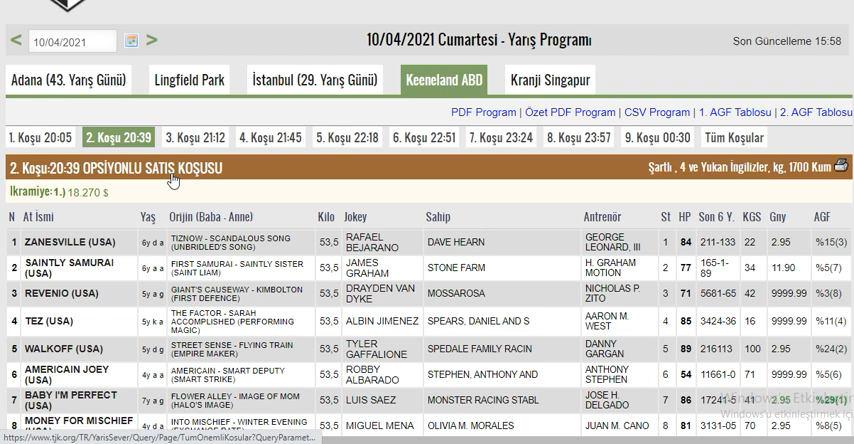 < 10/04/2021 > 10/04/2021 Cumartesi - Yarış Programı Son Güncelleme 15:58
Adana (43. Yarış Günü) Lingfield Park İstanbul (29. Yarış Günü) Keeneland ABD Kranji Singapur
PDF Program | Özet PDF Program | CSV Program | 1. AGF Tablosu | 2. AGF Tablosu
1. Koşu 20:05 2. Koşu 20:39 3. Koşu 21:12 4. Koşu 21:45 5. Koşu 22:18 6. Koşu 22:51 7. Koşu 23:24 8. Koşu 23:57 9. Koşu 00:30 Tüm Koşular
2. Koşu:20:39 OPSİYONLU SATIŞ KOŞUSU Şartlı , 4 ve Yukarı İngilizler, kg, 1700 Kum
Ikramiye:1.) 18.270 $
N At İsmi Yaş Orijin (Baba - Anne) Kilo Jokey Sahip Antrenör St HP Son 6 Y. KGS Gny AGF
1 ZANESVILLE (USA) 6y d a TIZNOW - SCANDALOUS SONG (UNBRIDLED'S SONG) 53,5 RAFAEL BEJARANO DAVE HEARN GEORGE LEONARD, III 1 84 211-133 22 2.95 %15(3)
2 SAINTLY SAMURAI (USA) 6y a a FIRST SAMURAI - SAINTLY SISTER (SAINT LIAM) 53,5 JAMES GRAHAM STONE FARM H. GRAHAM MOTION 2 77 165-1-89 34 11.90 %5(7)
3 REVENIO (USA) 5y a g GIANT'S CAUSEWAY - KIMBOLTON (FIRST DEFENCE) 53,5 DRAYDEN VAN DYKE MOSSAROSA NICHOLAS P. ZITO 3 71 5681-65 42 9999.99 %3(8)
4 TEZ (USA) 5y k a THE FACTOR - SARAH ACCOMPLISHED (PERFORMING MAGIC) 53,5 ALBIN JIMENEZ SPEARS, DANIEL AND S AARON M. WEST 4 85 3424-36 16 9999.99 %11(4)
5 WALKOFF (USA) 5y d g STREET SENSE - FLYING TRAIN (EMPIRE MAKER) 53,5 TYLER GAFFALIONE SPEDALE FAMILY RACIN DANNY GARGAN 5 89 216113 100 2.95 %24(2)
6 AMERICAIN JOEY (USA) 4y a a AMERICAIN - SMART DEPUTY (SMART STRIKE) 53,5 ROBBY ALBARADO STEPHEN, ANTHONY AND ANTHONY STEPHEN 6 54 11661-0 71 9999.99 %5(6)
7 BABY I'M PERFECT (USA) 7y a g FLOWER ALLEY - IMAGE OF MOM (HALO'S IMAGE) 53,5 LUIS SAEZ MONSTER RACING STABL JOSE H. DELGADO 7 86 17241-5 41 2.95 %29(1)
8 MONEY FOR MISCHIEF 4y d a INTO MISCHIEF - WINTER EVENING 53,5 MIGUEL MENA OLIVIA M. MORALES JUAN M. CANO 8 81 3131-05 70 9999.99 %8(5)
https://www.tjk.org/TR/YarisSever/Query/Page/TumOnemliKosular?QueryParamet...